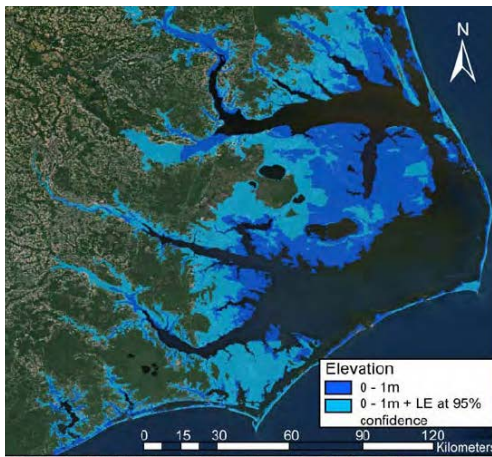 N
Elevation
0 - 1m
0 - 1m + LE at 95%
confidence
0 15 30 60 90 120
Kilometers